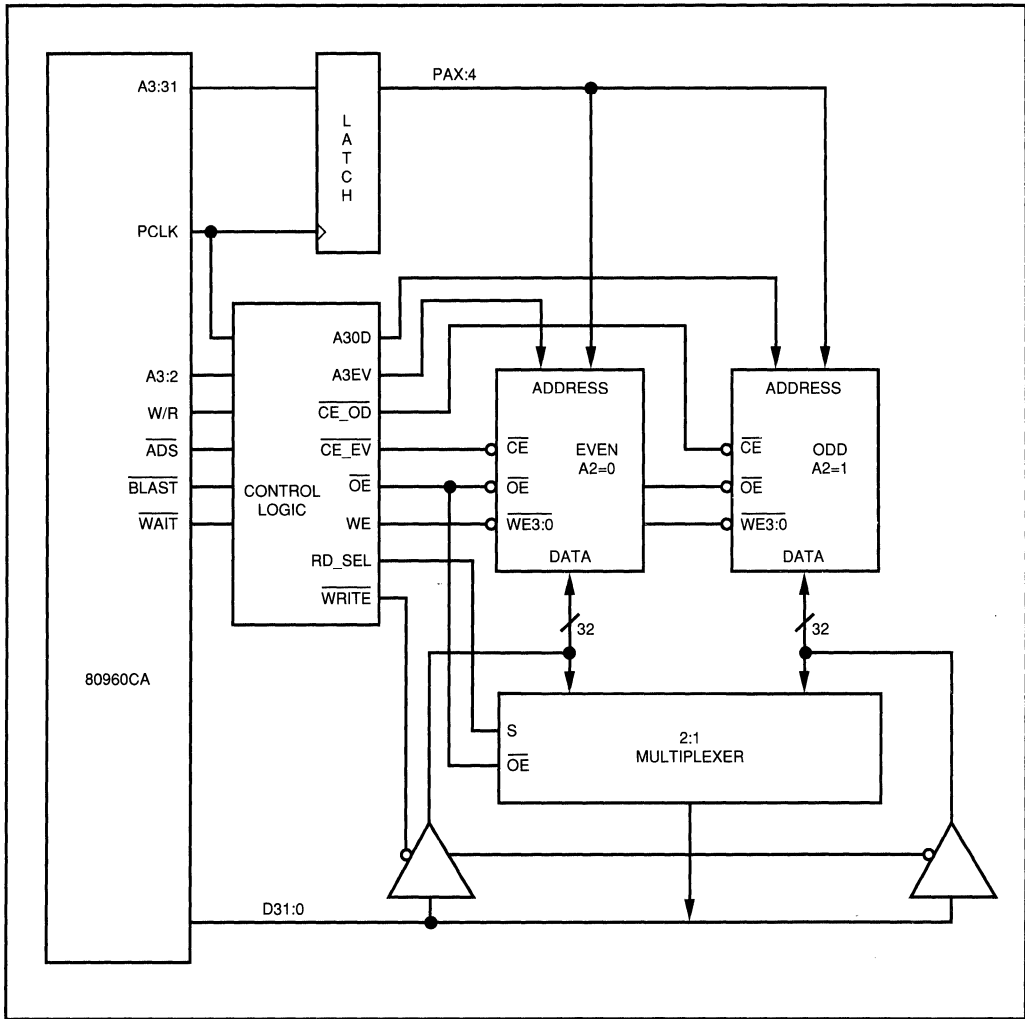 A3:31
PCLK
A3:2
W/R
ADS
BLAST
WAIT
80960CA
D31:0
L
A
T
C
H
PAX:4
CONTROL
LOGIC
A30D
A3EV
CE_OD
CE_EV
OE
WE
RD_SEL
WRITE
ADDRESS
CE
EVEN
A2=0
OE
WE3:0
DATA
32
ADDRESS
CE
ODD
A2=1
OE
WE3:0
DATA
32
S
OE
2:1
MULTIPLEXER